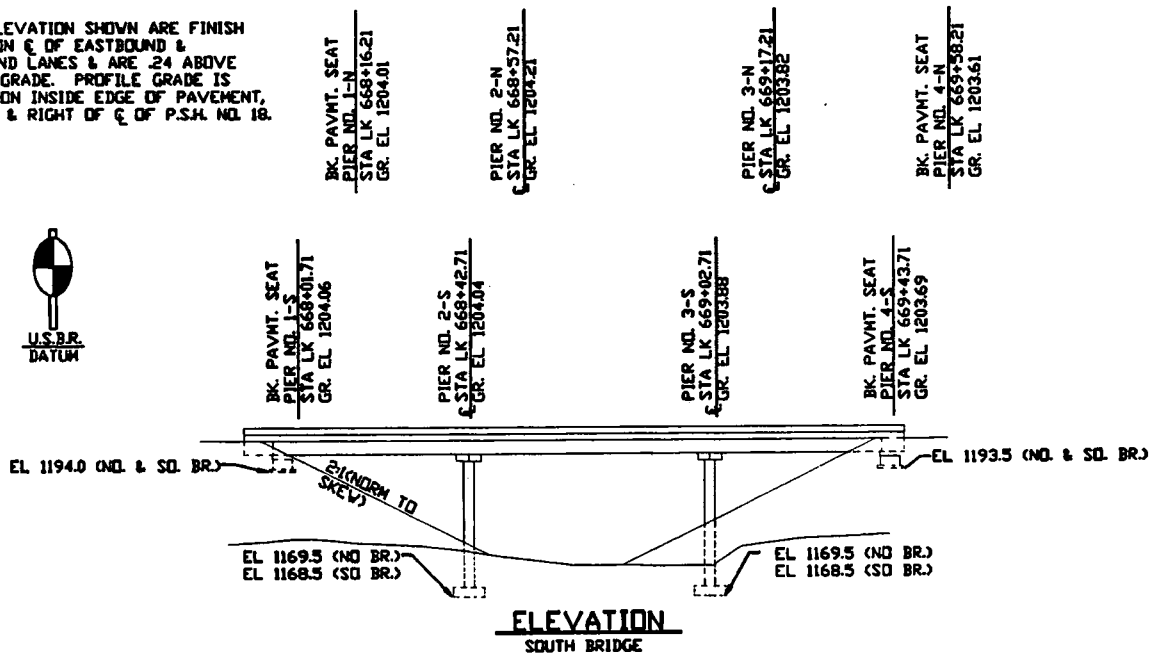 LEVATION SHOWN ARE FINISH
N ℄ OF EASTBOUND &
ND LANES & ARE .24 ABOVE
GRADE. PROFILE GRADE IS
ON INSIDE EDGE OF PAVEMENT,
& RIGHT OF ℄ OF P.S.H. NO. 18.
BK. PAVMT. SEAT
PIER NO. 1-N
STA LK 668+16.21
GR. EL 1204.01
PIER NO. 2-N
℄ STA LK 668+57.21
GR. EL 1204.21
PIER NO. 3-N
℄ STA LK 669+17.21
GR. EL 1203.82
BK. PAVMT. SEAT
PIER NO. 4-N
STA LK 669+58.21
GR. EL 1203.61
U.S.B.R.
DATUM
BK. PAVMT. SEAT
PIER NO. 1-S
STA LK 668+01.71
GR. EL 1204.06
PIER NO. 2-S
℄ STA LK 668+42.71
GR. EL 1204.04
PIER NO. 3-S
℄ STA LK 669+02.71
GR. EL 1203.88
BK. PAVMT. SEAT
PIER NO. 4-S
STA LK 669+43.71
GR. EL 1203.69
EL 1194.0 (NO. & SO. BR.)
2:1(NORM TO
SKEW)
EL 1193.5 (NO. & SO. BR.)
EL 1169.5 (NO BR.)
EL 1168.5 (SO BR.)
EL 1169.5 (NO BR.)
EL 1168.5 (SO BR.)
ELEVATION
SOUTH BRIDGE